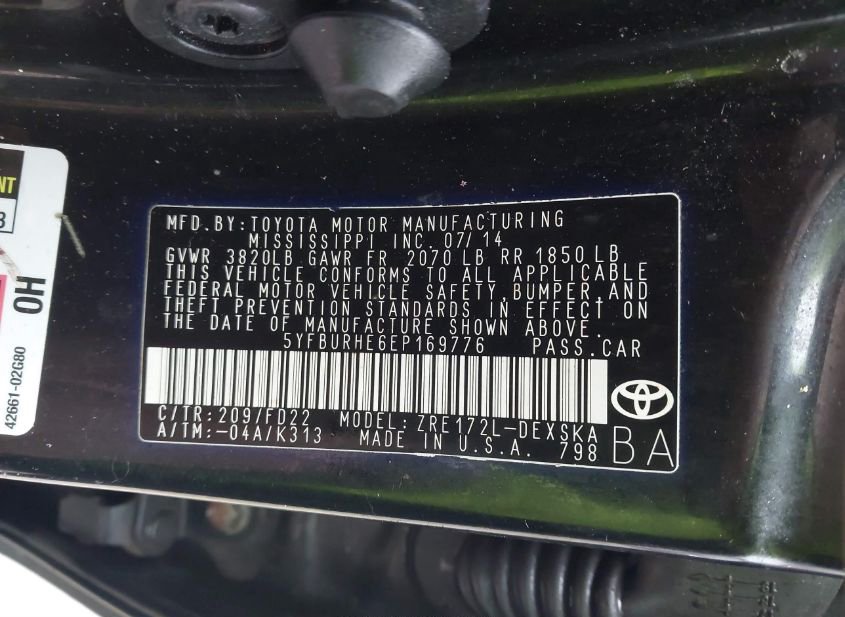 MFD.BY:TOYOTA MOTOR MANUFACTURING
MISSISSIPPI INC. 07/14
GVWR 3820LB GAWR FR 2070 LB RR 1850 LB
THIS VEHICLE CONFORMS TO ALL APPLICABLE
FEDERAL MOTOR VEHICLE SAFETY, BUMPER, AND
THEFT PREVENTION STANDARDS IN EFFECT ON
THE DATE OF MANUFACTURE SHOWN ABOVE.
5YFBURHE6EP169776 PASS.CAR
C/TR:209/FD22 MODEL: ZRE172L-DEXSKA
A/TM:-04A/K313 MADE IN U.S.A. 798
BA
OH
42661-02G80